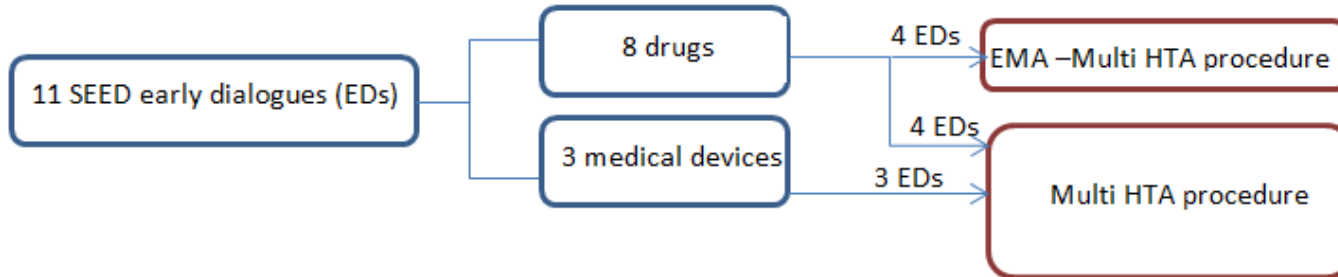 11 SEED early dialogues (EDs)
8 drugs
3 medical devices
4 EDs
4 EDs
3 EDs
EMA –Multi HTA procedure
Multi HTA procedure